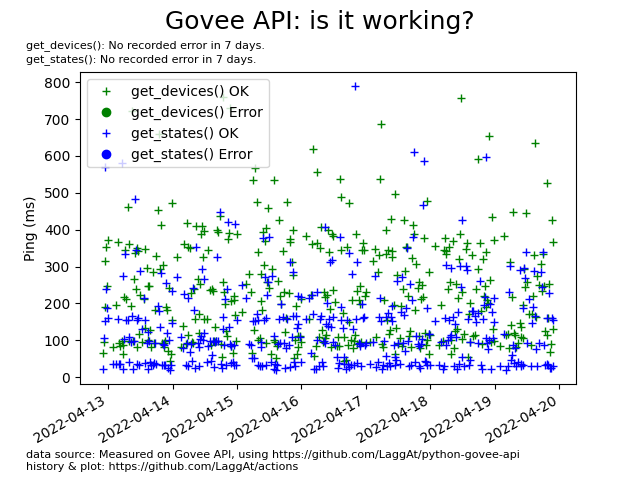 Govee API: is it working?
get_devices(): No recorded error in 7 days.
get_states(): No recorded error in 7 days.
800
700
600
500
400
300
200
100
0
Ping (ms)
get_devices() OK
get_devices() Error
get_states() OK
get_states() Error
2022-04-13
2022-04-14
2022-04-15
2022-04-16
2022-04-17
2022-04-18
2022-04-19
2022-04-20
data source: Measured on Govee API, using https://github.com/LaggAt/python-govee-api
history & plot: https://github.com/LaggAt/actions